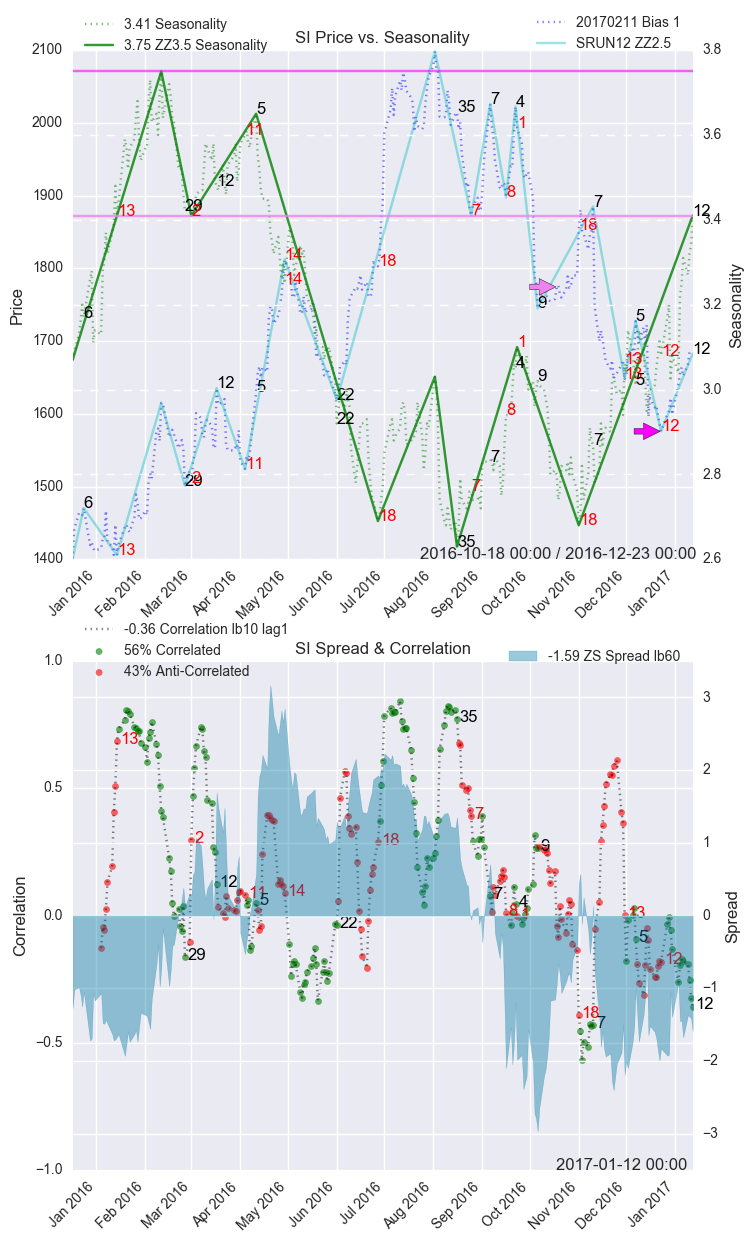 3.41 Seasonality
3.75 ZZ3.5 Seasonality
SI Price vs. Seasonality
20170211 Bias 1
SRUN12 ZZ2.5
2100
2000
1900
1800
1700
1600
1500
1400
Price
3.8
3.6
3.4
3.2
3.0
2.8
2.6
Seasonality
6
13
29
2
12
11
5
14
14
22
22
18
35
7
4
1
8
7
9
18
7
5
13
13
5
12
12
12
12
6
13
29
2
12
11
5
18
35
7
7
8
1
4
9
18
7
2016-10-18 00:00 / 2016-12-23 00:00
Jan 2016
Feb 2016
Mar 2016
Apr 2016
May 2016
Jun 2016
Jul 2016
Aug 2016
Sep 2016
Oct 2016
Nov 2016
Dec 2016
Jan 2017
-0.36 Correlation lb10 lag1
56% Correlated
43% Anti-Correlated
SI Spread & Correlation
-1.59 ZS Spread lb60
1.0
0.5
0.0
−0.5
−1.0
Correlation
3
2
1
0
−1
−2
−3
Spread
13
29
2
12
11
5
14
22
18
35
7
7
8
4
1
9
18
7
13
5
12
12
2017-01-12 00:00
Jan 2016
Feb 2016
Mar 2016
Apr 2016
May 2016
Jun 2016
Jul 2016
Aug 2016
Sep 2016
Oct 2016
Nov 2016
Dec 2016
Jan 2017